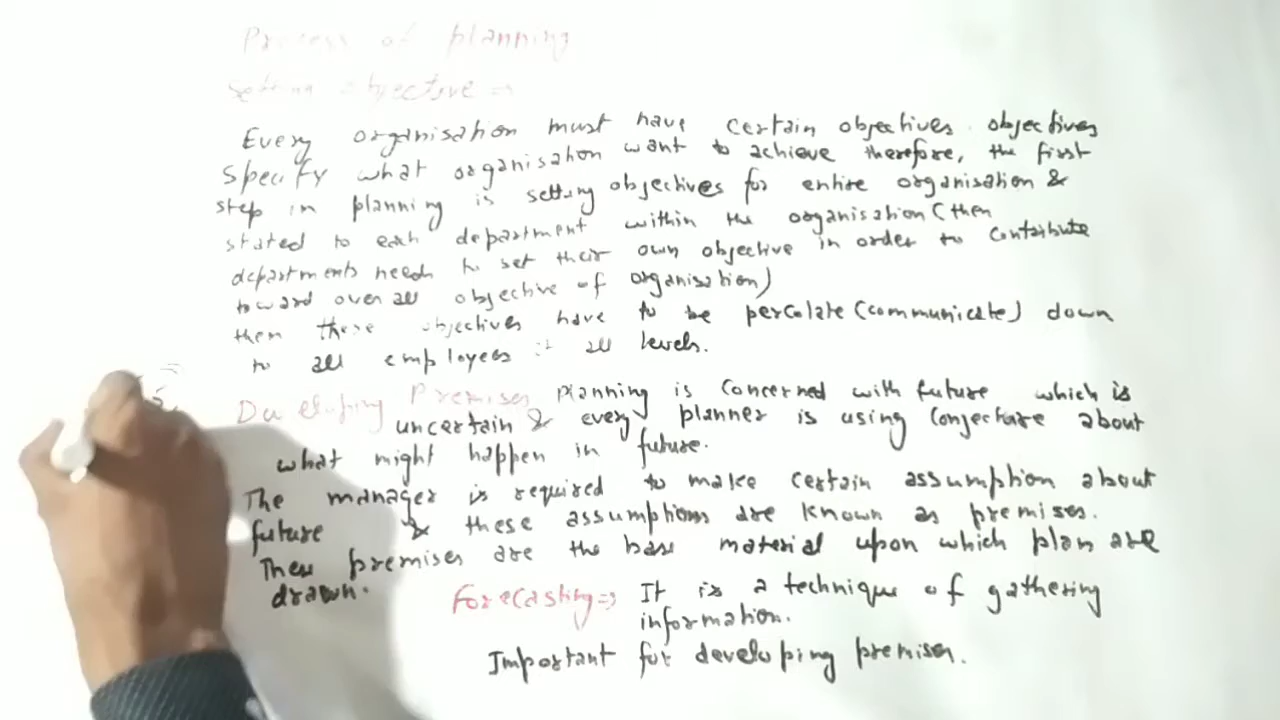 Process of planning
Setting objective ⇒
Every organisation must have certain objectives. objectives
specify what organisation want to achieve therefore, the first
step in planning is setting objectives for entire organisation &
stated to each department within the organisation (then
departments needs to set their own objective in order to contribute
toward over all objective of organisation)
then these objectives have to be percolate (communicate) down
to all employees at all levels.
Developing Premises planning is concerned with future which is
uncertain & every planner is using conjecture about
what might happen in future.
The manager is required to make certain assumption about
future & these assumptions are known as premises.
These premises are the base material upon which plan are
drawn.
forecasting ⇒ It is a technique of gathering
information.
Important for developing premises.